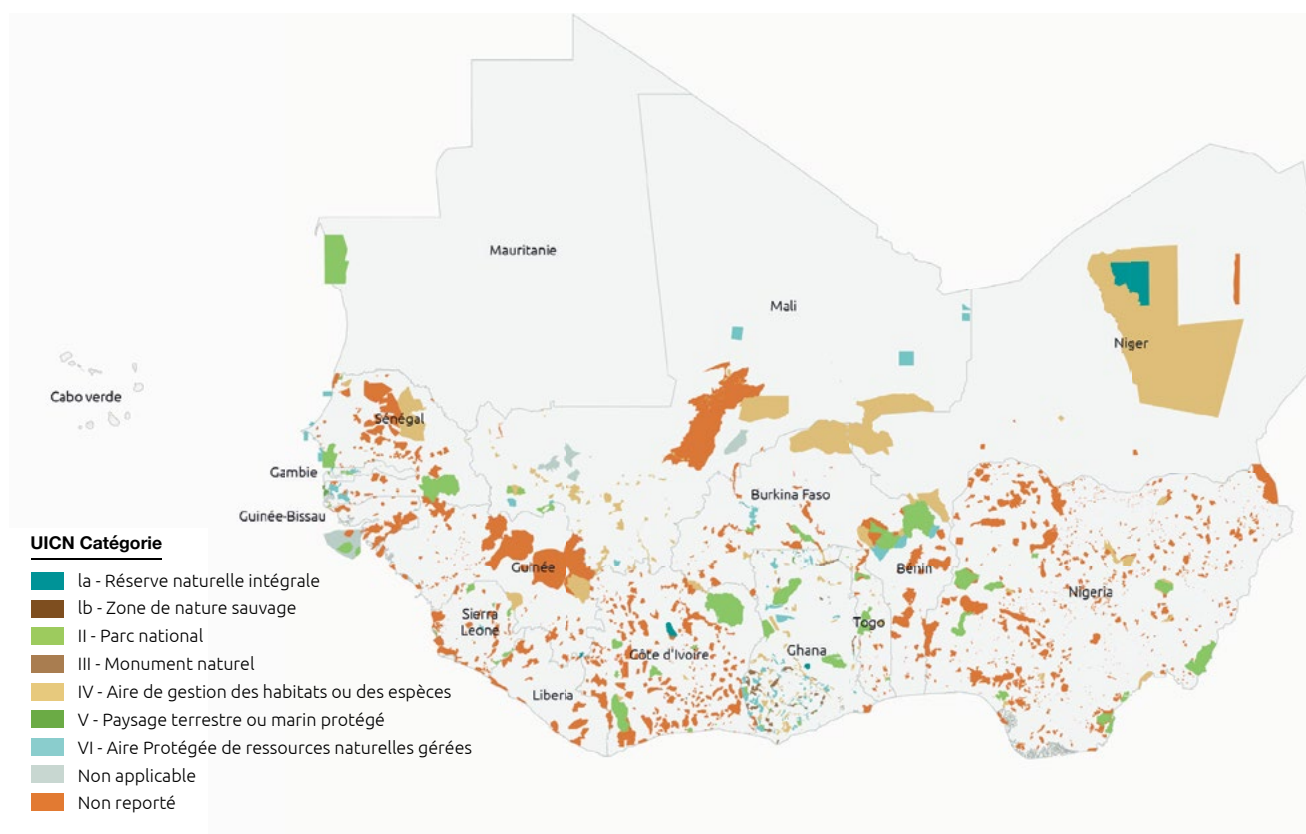 Mauritanie
Mali
Niger
Cabo verde
Sénégal
Gambie
Burkina Faso
Guinée-Bissau
Guinée
Bénin
Nigeria
Sierra
Leone
Togo
Ghana
Côte d'Ivoire
Liberia
UICN Catégorie
Ia - Réserve naturelle intégrale
Ib - Zone de nature sauvage
II - Parc national
III - Monument naturel
IV - Aire de gestion des habitats ou des espèces
V - Paysage terrestre ou marin protégé
VI - Aire Protégée de ressources naturelles gérées
Non applicable
Non reporté